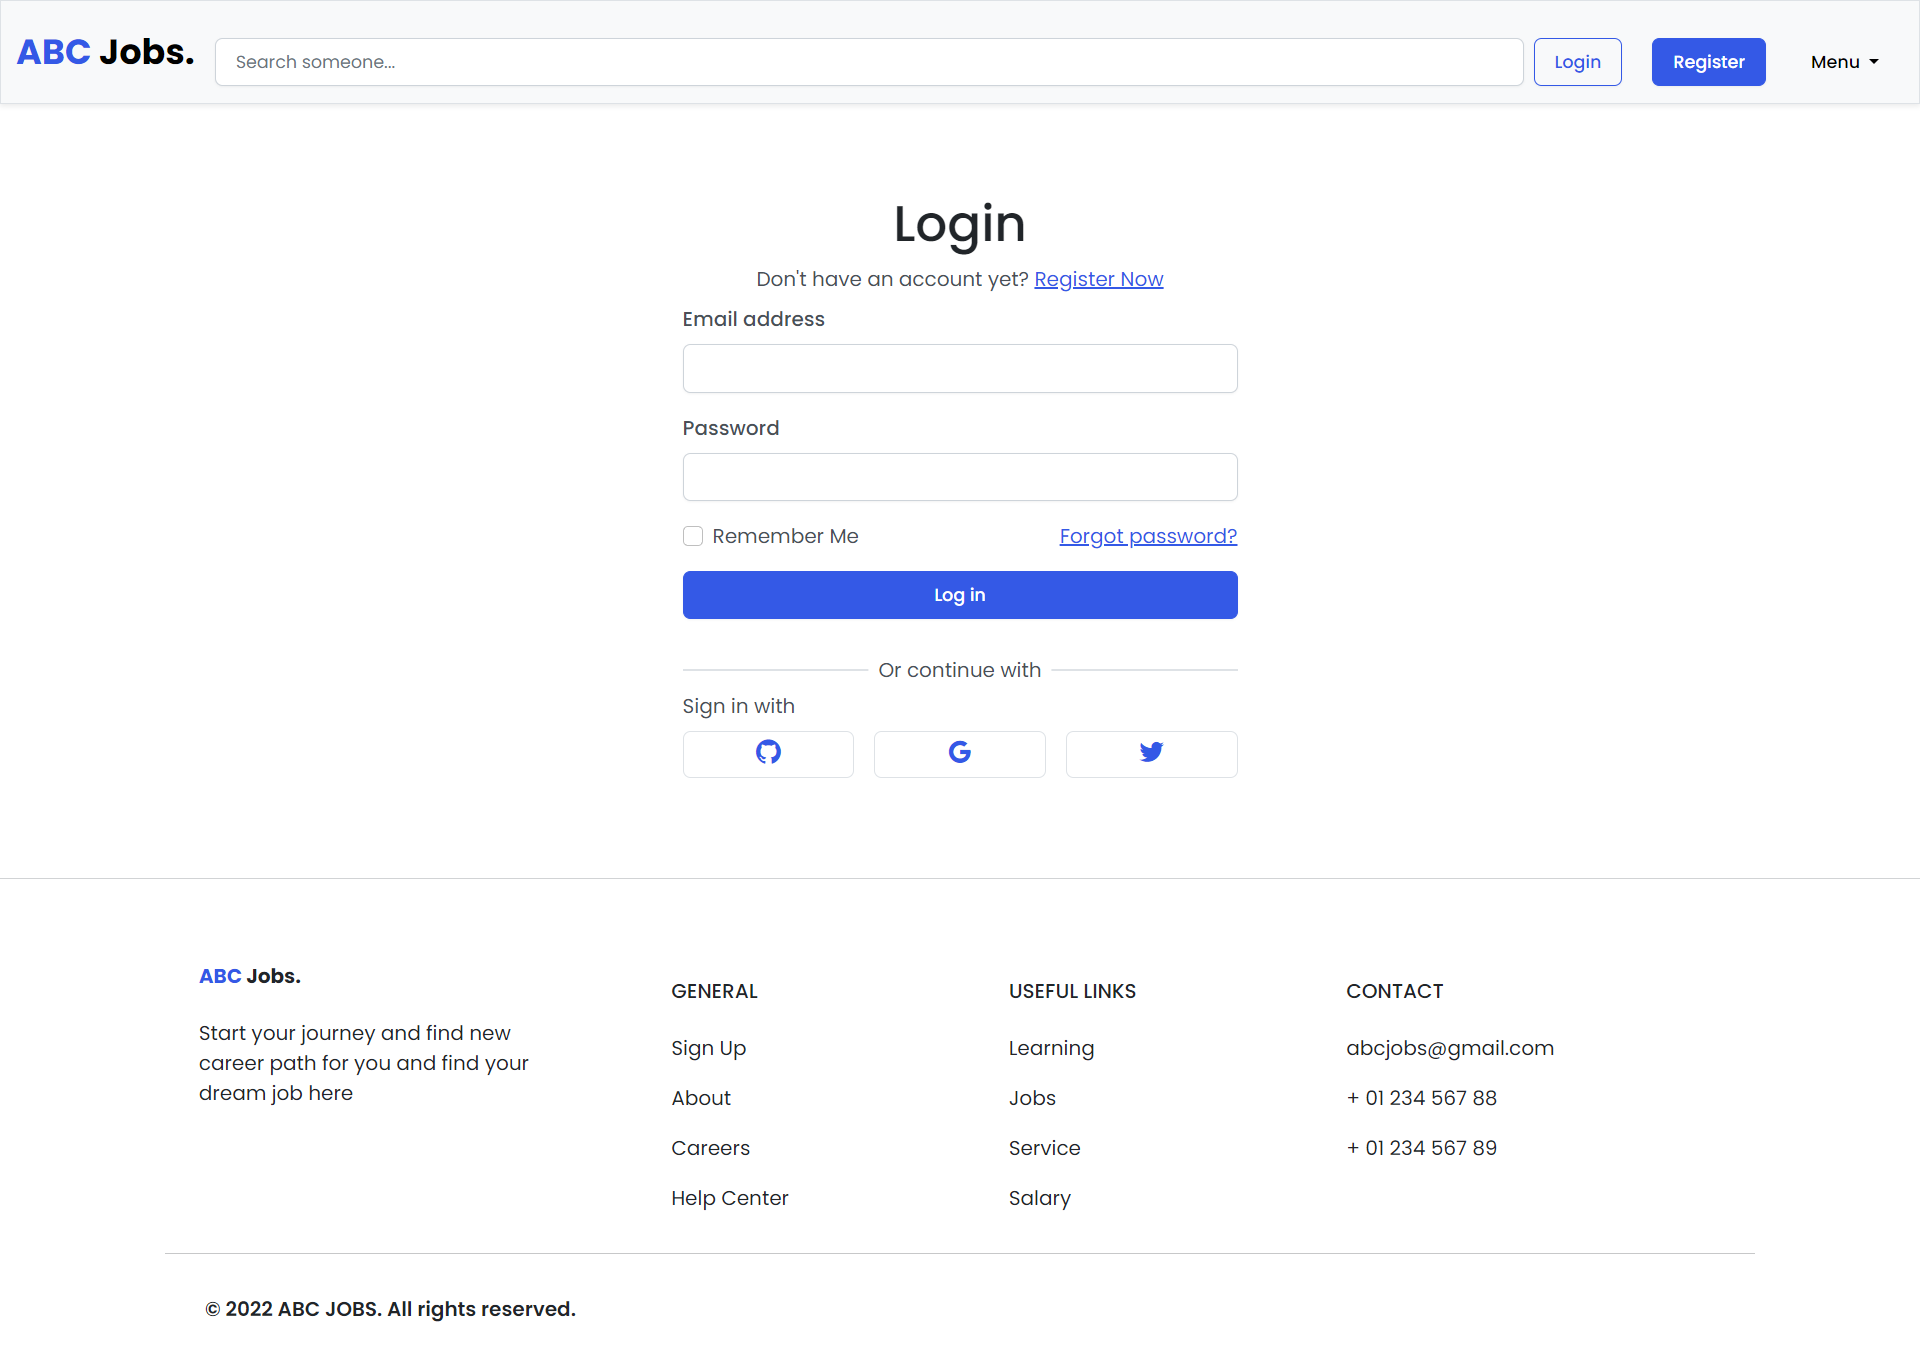 ABC Jobs.
Search someone...
Login
Register
Menu
Login
Don't have an account yet? Register Now
Email address
Password
Remember Me
Forgot password?
Log in
Or continue with
Sign in with
ABC Jobs.
Start your journey and find new
career path for you and find your
dream job here
GENERAL
Sign Up
About
Careers
Help Center
USEFUL LINKS
Learning
Jobs
Service
Salary
CONTACT
abcjobs@gmail.com
+ 01 234 567 88
+ 01 234 567 89
© 2022 ABC JOBS. All rights reserved.